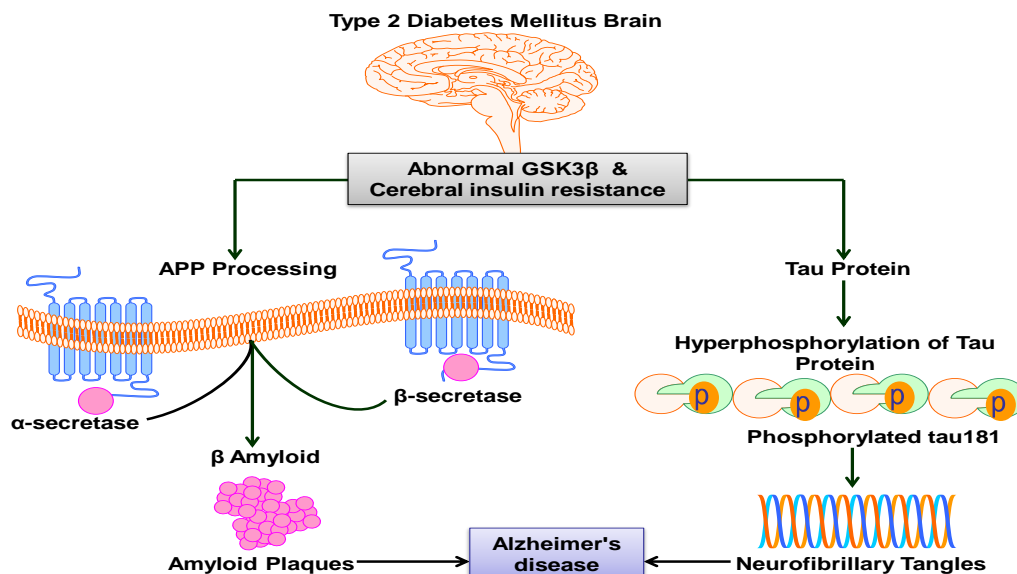 Type 2 Diabetes Mellitus Brain
Abnormal GSK3β &
Cerebral insulin resistance
APP Processing
Tau Protein
Hyperphosphorylation of Tau
Protein
p p p p
α-secretase
β-secretase
Phosphorylated tau181
β Amyloid
Amyloid Plaques
Alzheimer's
disease
Neurofibrillary Tangles